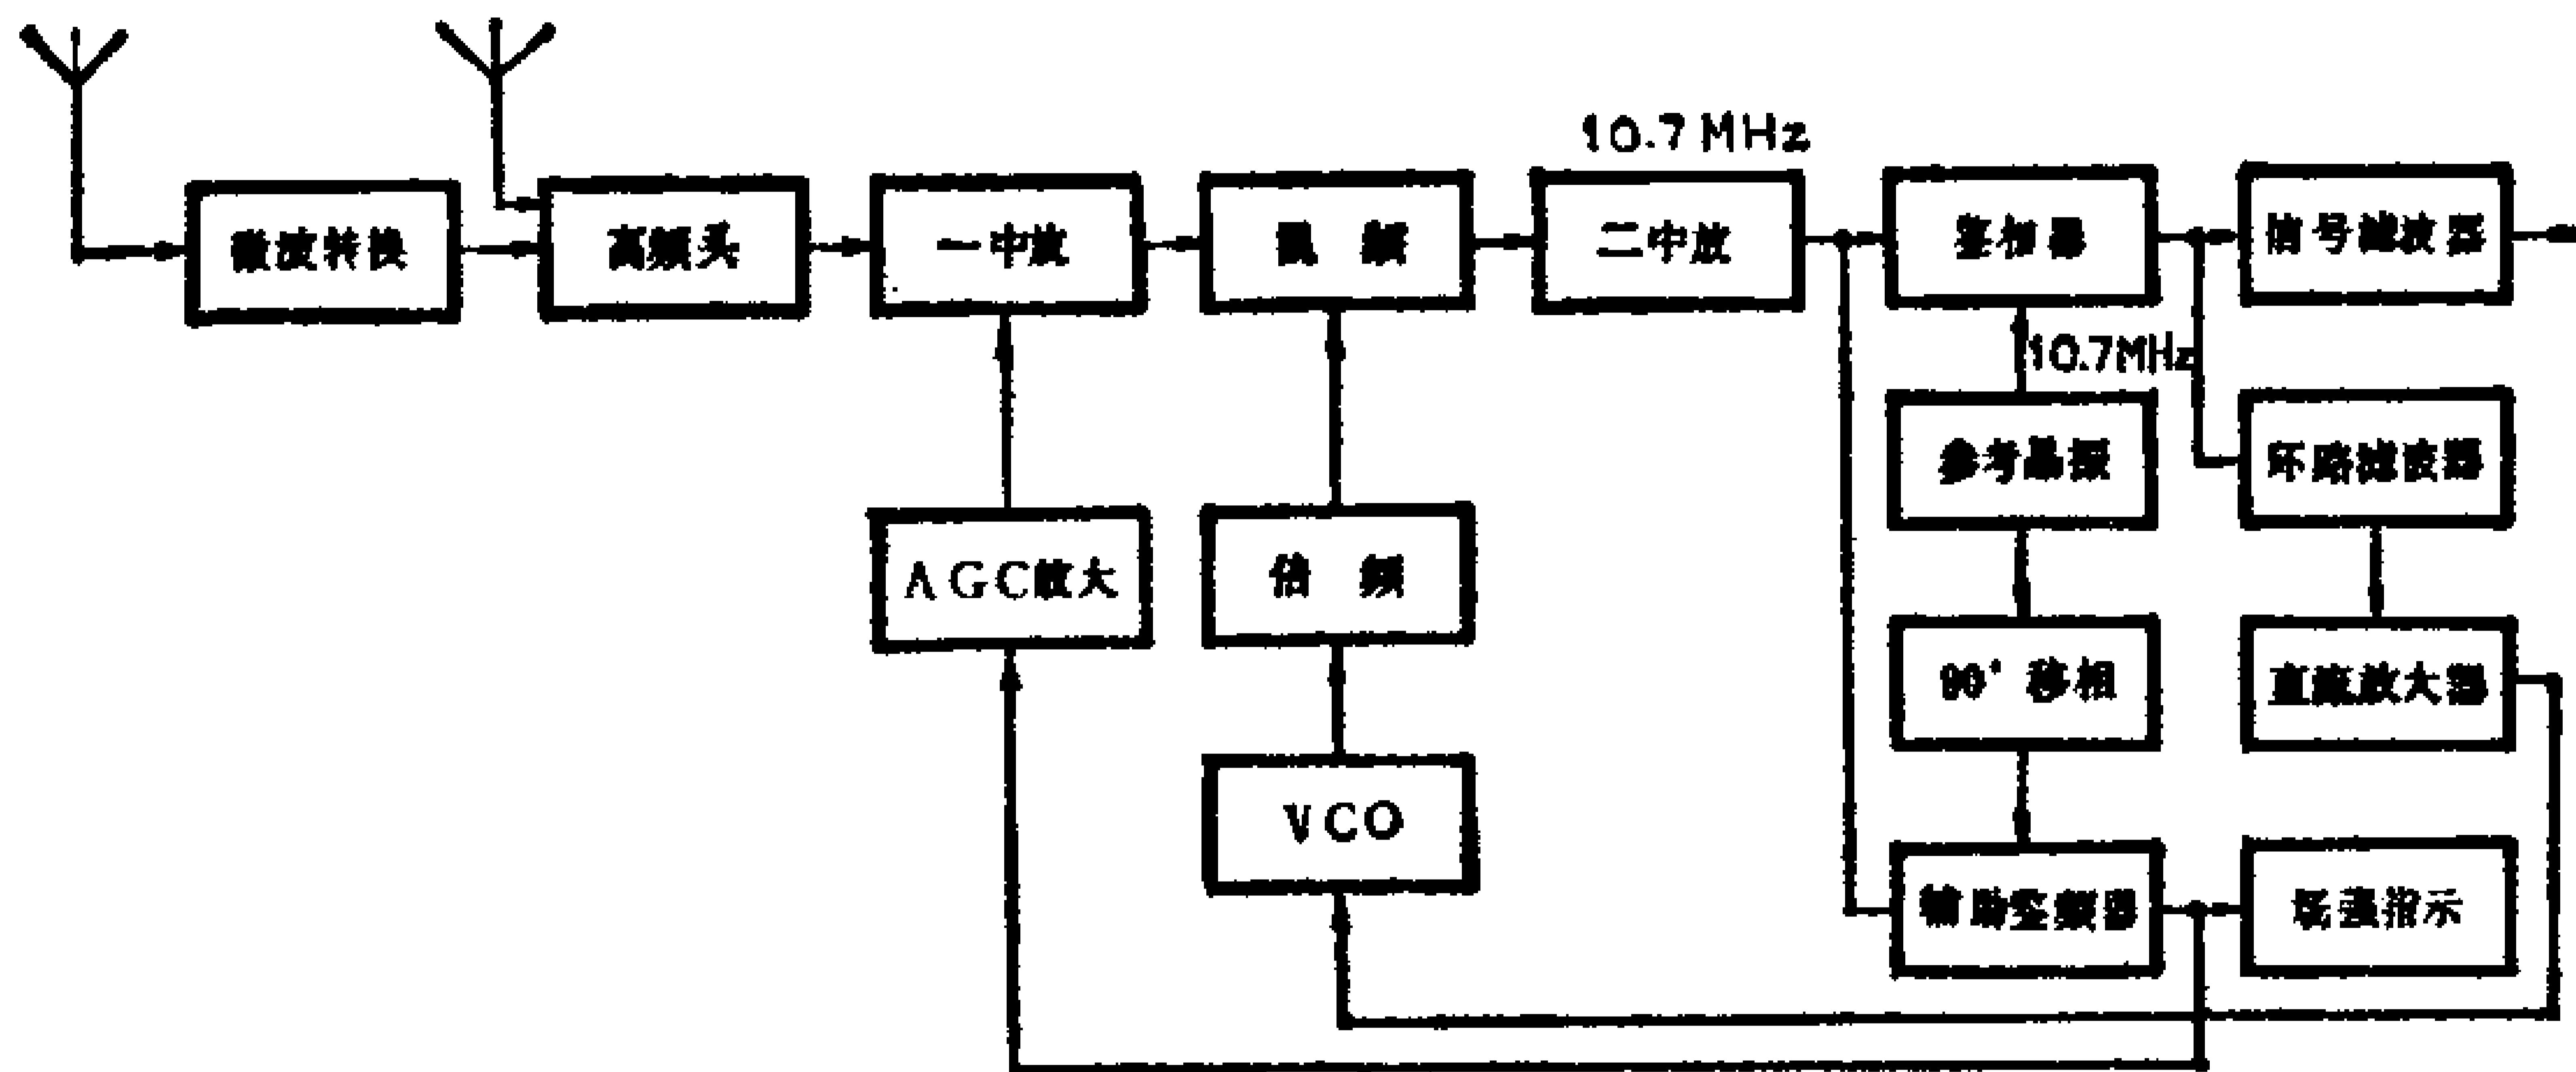 10.7MHz
微波转换
高频头
一中放
混 频
二中放
鉴相器
信号滤波器
10.7MHz
参考晶振
环路滤波器
AGC放大
倍 频
90°移相
直流放大器
VCO
辅助鉴频器
场强指示